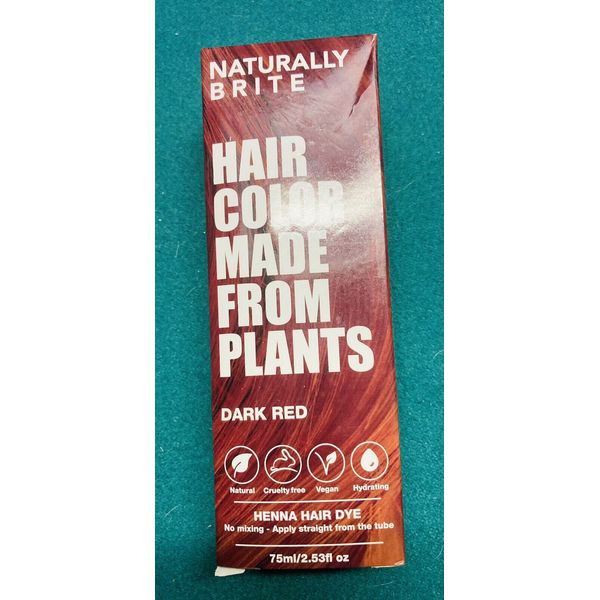 NATURALLY
BRITE
HAIR
COLOR
MADE
FROM
PLANTS
DARK RED
Natural Cruelty free Vegan Hydrating
HENNA HAIR DYE
No mixing - Apply straight from the tube
75ml/2.53fl oz